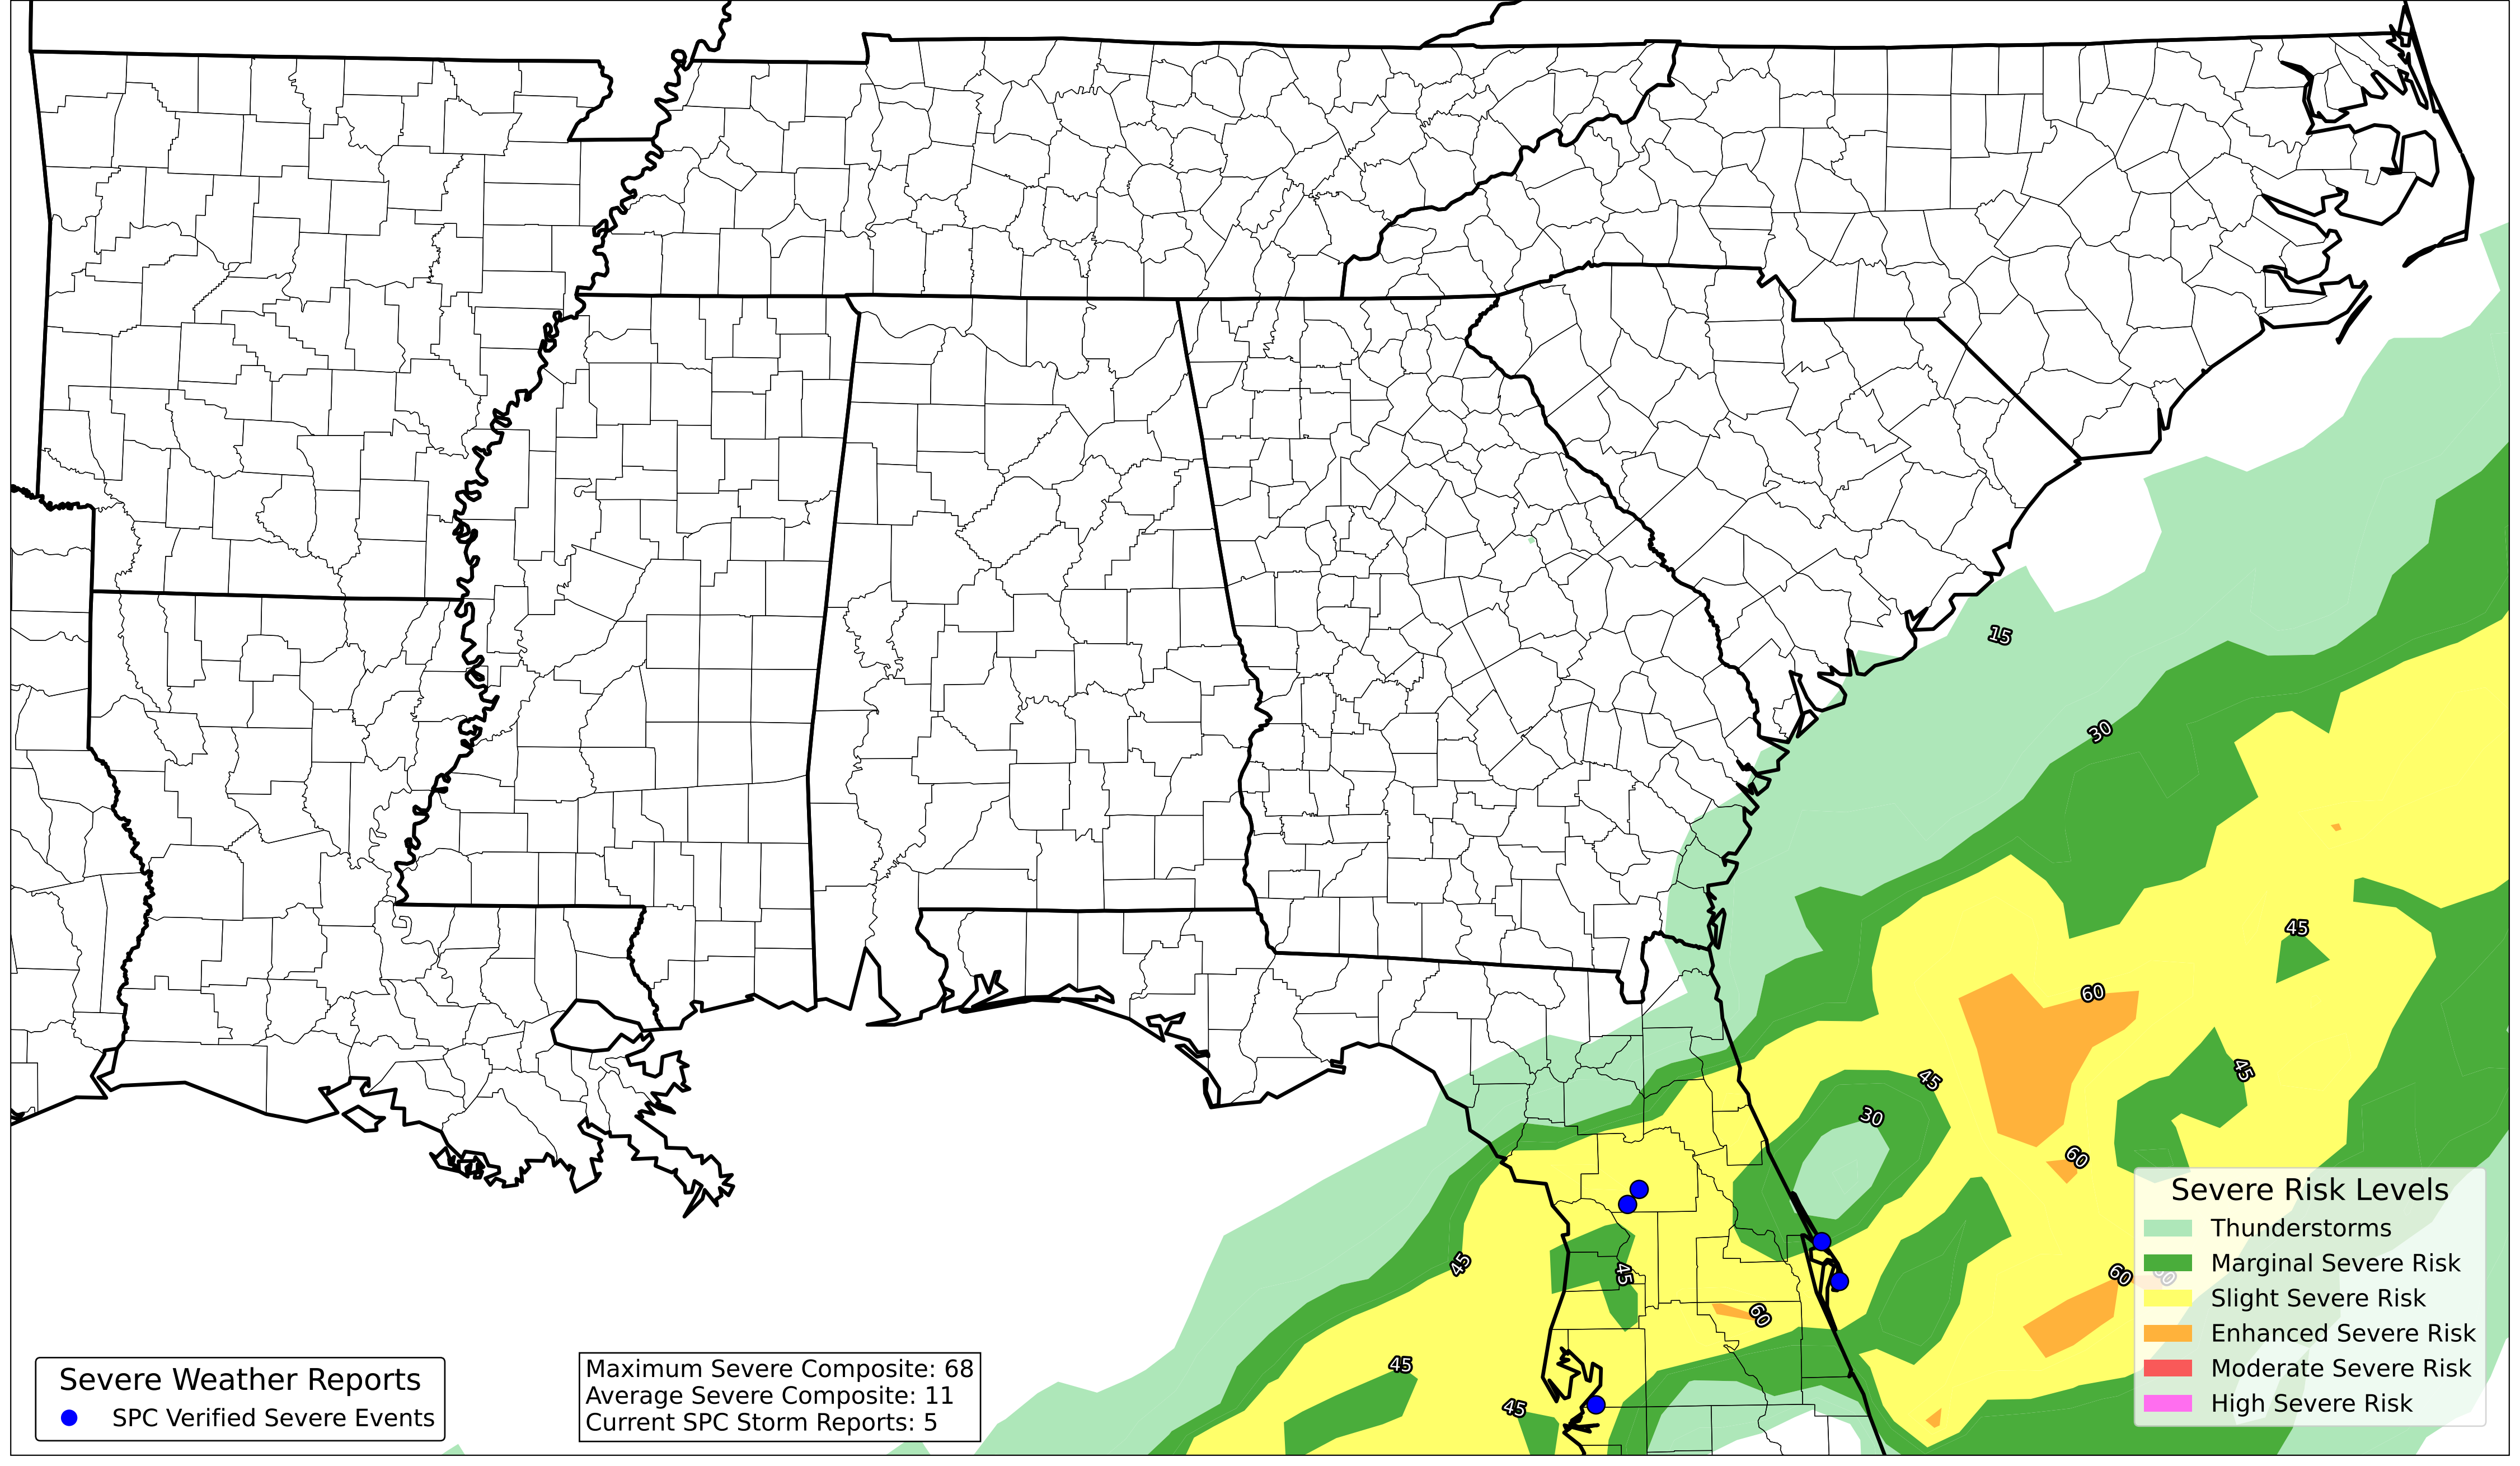 15
30
45
60
45
45
30
60
45
45
60
60
45
45
Severe Risk Levels
Thunderstorms
Marginal Severe Risk
Slight Severe Risk
Enhanced Severe Risk
Moderate Severe Risk
High Severe Risk
Severe Weather Reports
SPC Verified Severe Events
Maximum Severe Composite: 68
Average Severe Composite: 11
Current SPC Storm Reports: 5